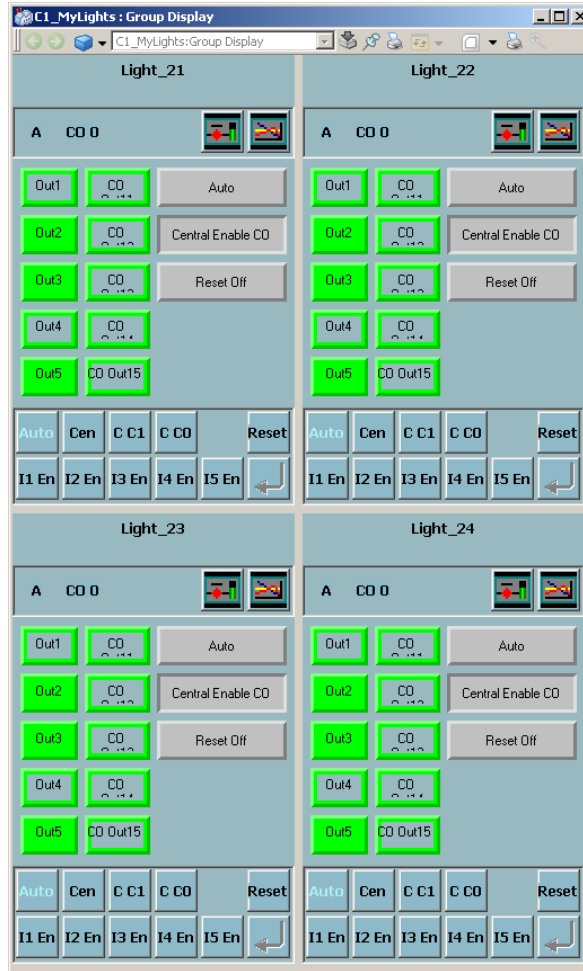 C1_MyLights : Group Display
C1_MyLights:Group Display
Light_21
A CO 0
Out1 CO Auto
Out2 CO Central Enable CO
Out3 CO Reset Off
Out4 CO
Out5 CO Out15
Auto Cen C C1 C C0 Reset
I1 En I2 En I3 En I4 En I5 En
Light_22
A CO 0
Out1 CO Auto
Out2 CO Central Enable CO
Out3 CO Reset Off
Out4 CO
Out5 CO Out15
Auto Cen C C1 C C0 Reset
I1 En I2 En I3 En I4 En I5 En
Light_23
A CO 0
Out1 CO Auto
Out2 CO Central Enable CO
Out3 CO Reset Off
Out4 CO
Out5 CO Out15
Auto Cen C C1 C C0 Reset
I1 En I2 En I3 En I4 En I5 En
Light_24
A CO 0
Out1 CO Auto
Out2 CO Central Enable CO
Out3 CO Reset Off
Out4 CO
Out5 CO Out15
Auto Cen C C1 C C0 Reset
I1 En I2 En I3 En I4 En I5 En